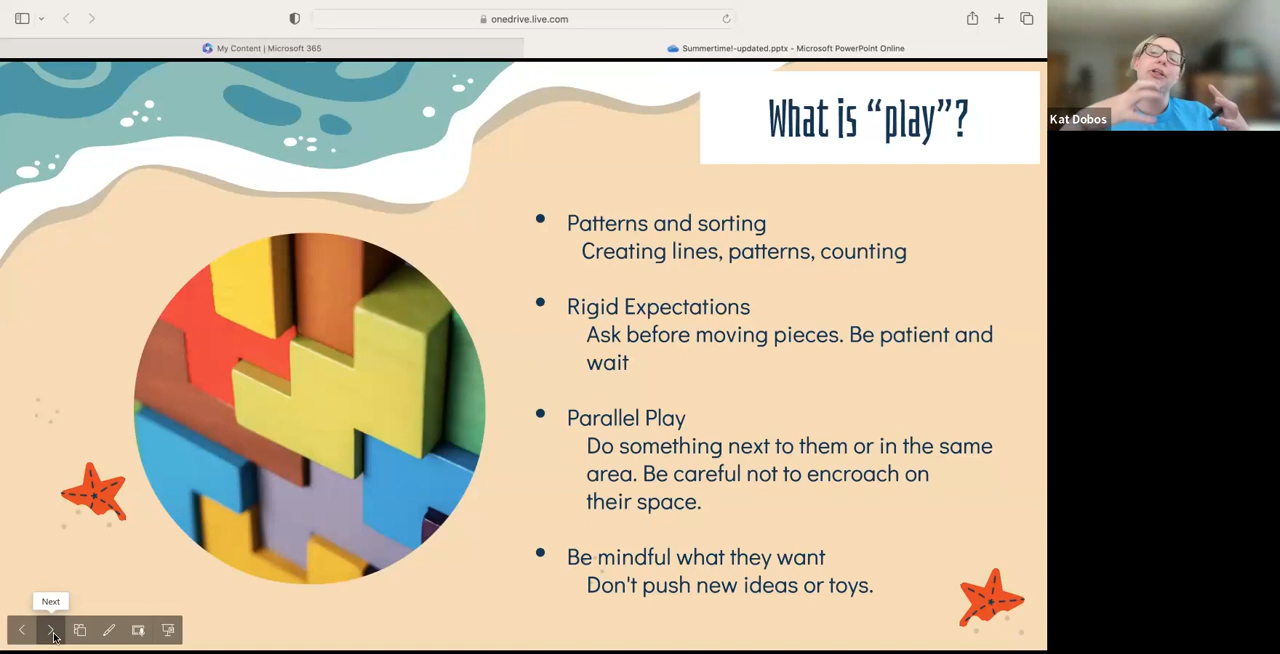 onedrive.live.com
My Content | Microsoft 365
Summertime!-updated.pptx - Microsoft PowerPoint Online
What is “play”?
Kat Dobos
• Patterns and sorting
Creating lines, patterns, counting
• Rigid Expectations
Ask before moving pieces. Be patient and
wait
• Parallel Play
Do something next to them or in the same
area. Be careful not to encroach on
their space.
• Be mindful what they want
Don't push new ideas or toys.
Next